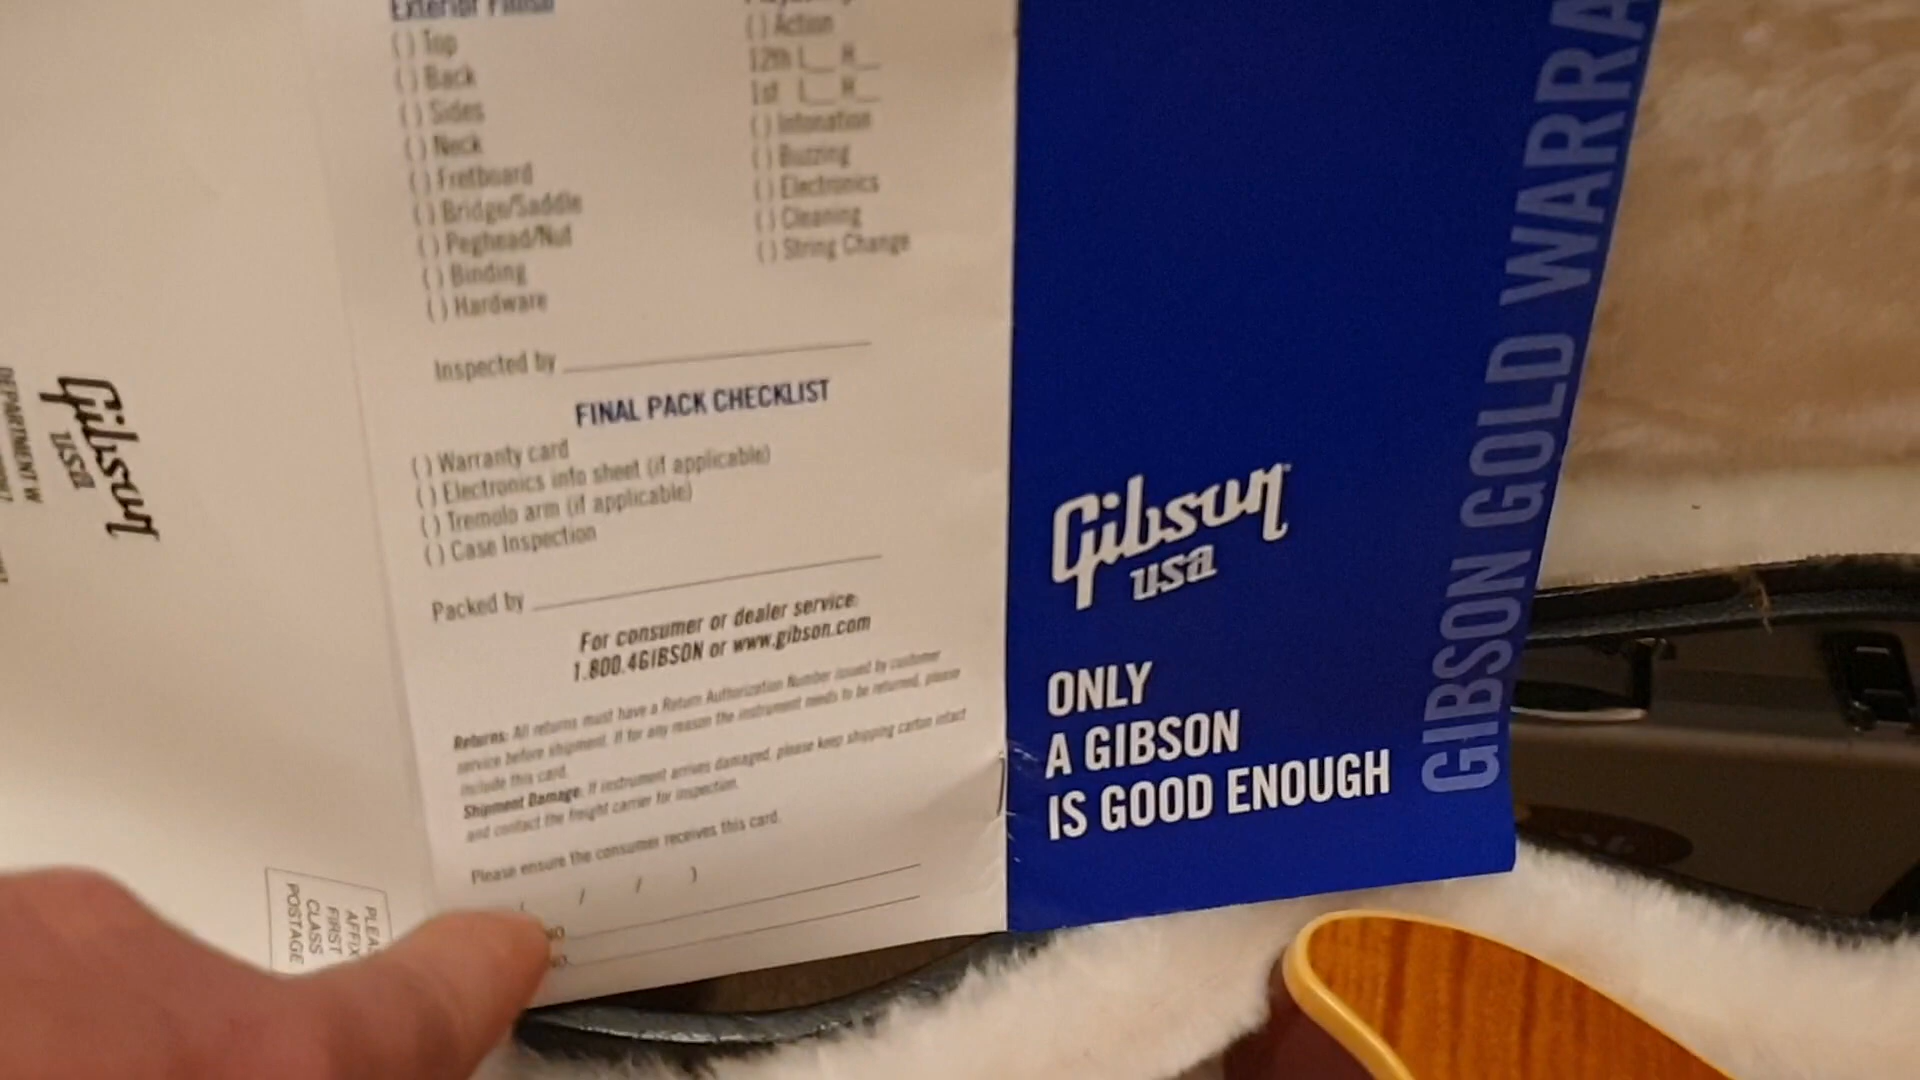 Exterior Finish
( ) Top
( ) Back
( ) Sides
( ) Neck
( ) Fretboard
( ) Bridge/Saddle
( ) Peghead/Nut
( ) Binding
( ) Hardware
( ) Action
12th L__ H__
1st L__ H__
( ) Intonation
( ) Buzzing
( ) Electronics
( ) Cleaning
( ) String Change
Inspected by
FINAL PACK CHECKLIST
( ) Warranty card
( ) Electronics info sheet (if applicable)
( ) Tremolo arm (if applicable)
( ) Case Inspection
Packed by
For consumer or dealer service:
1.800.4GIBSON or www.gibson.com
Returns: All returns must have a Return Authorization Number issued by customer
service before shipment. If for any reason the instrument needs to be returned, please
include this card.
Shipment Damage: If instrument arrives damaged, please keep shipping carton intact
and contact the freight carrier for inspection.
Please ensure the consumer receives this card.
( / / )
NO.
Gibson
USA
DEPARTMENT W
AFFIX
FIRST
CLASS
POSTAGE
Gibson
USA
ONLY
A GIBSON
IS GOOD ENOUGH
GIBSON GOLD WARRA